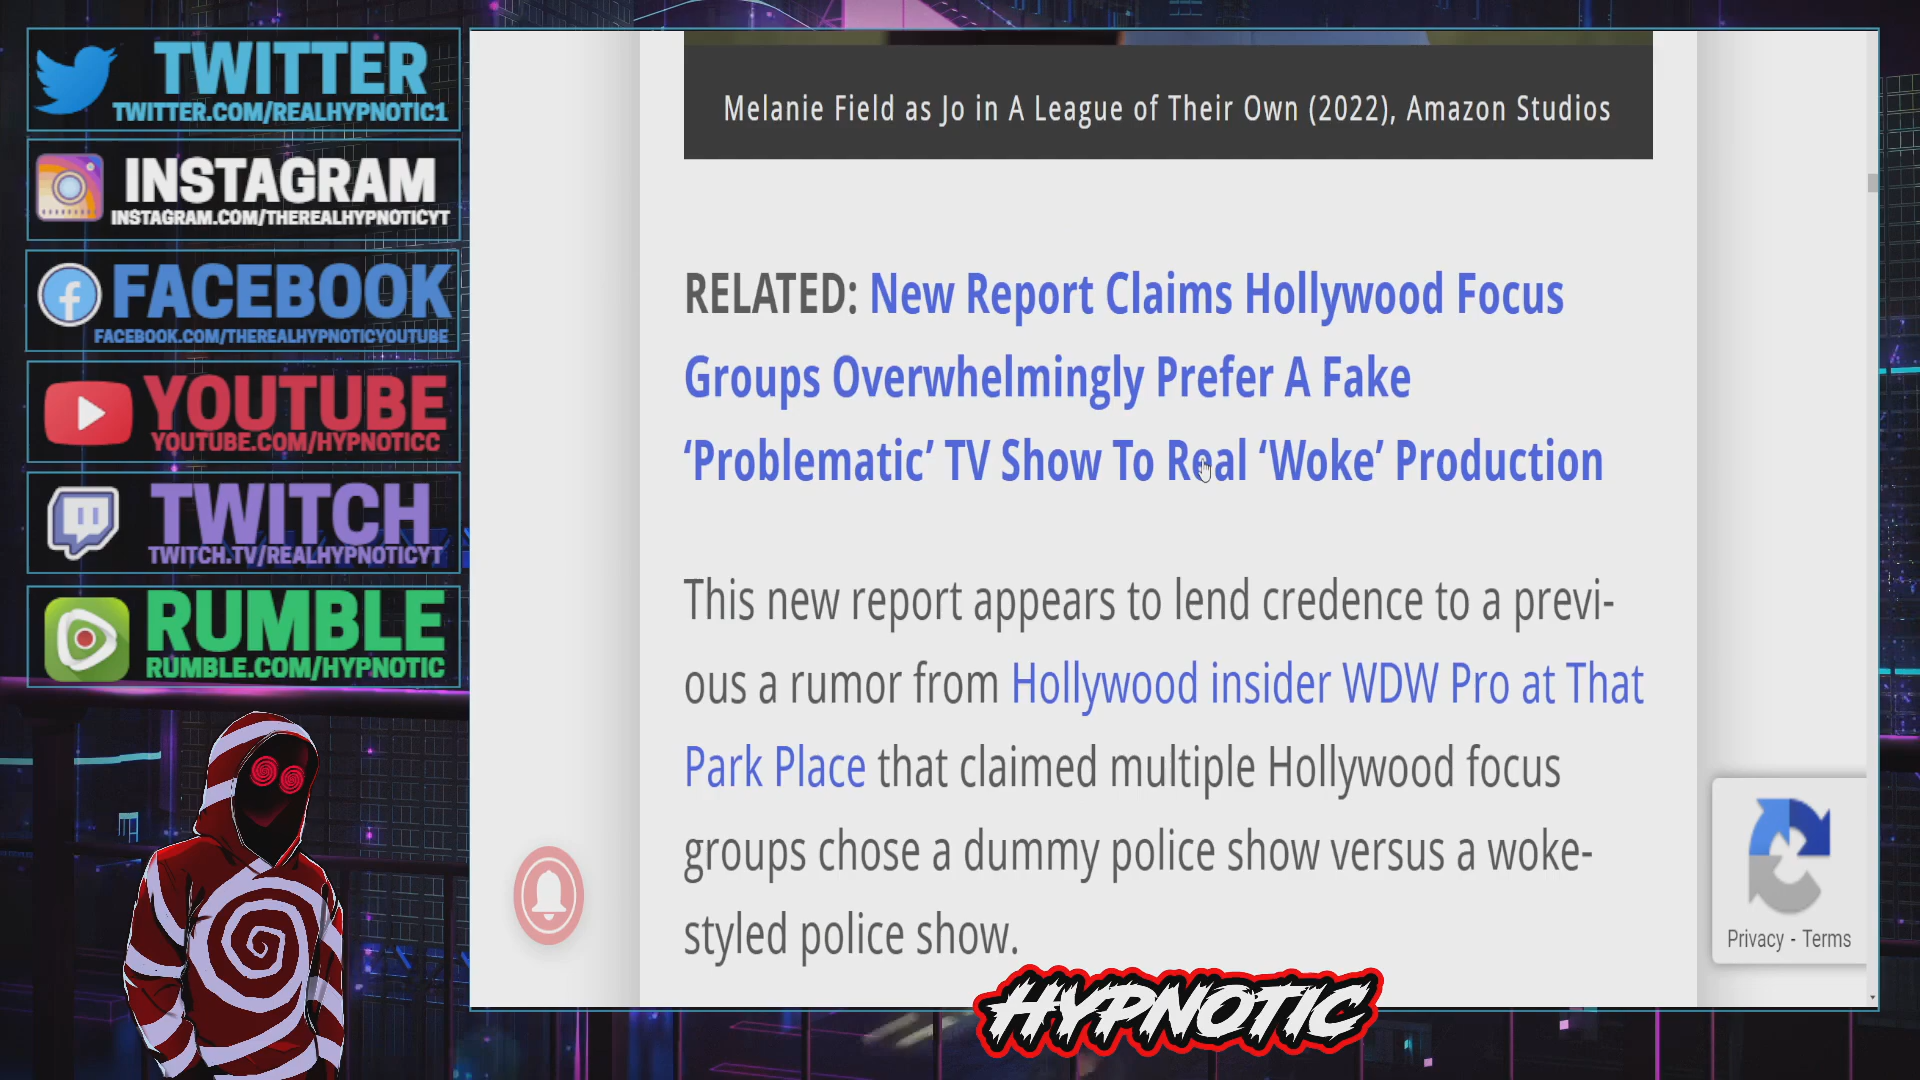 TWITTER
TWITTER.COM/REALHYPNOTIC1
INSTAGRAM
INSTAGRAM.COM/THEREALHYPNOTICYT
FACEBOOK
FACEBOOK.COM/THEREALHYPNOTICYOUTUBE
YOUTUBE
YOUTUBE.COM/HYPNOTICC
TWITCH
TWITCH.TV/REALHYPNOTICYT
RUMBLE
RUMBLE.COM/HYPNOTIC
Melanie Field as Jo in A League of Their Own (2022), Amazon Studios
RELATED: New Report Claims Hollywood Focus
Groups Overwhelmingly Prefer A Fake
‘Problematic’ TV Show To Real ‘Woke’ Production
This new report appears to lend credence to a previ-
ous a rumor from Hollywood insider WDW Pro at That
Park Place that claimed multiple Hollywood focus
groups chose a dummy police show versus a woke-
styled police show.
Privacy - Terms
HYPNOTIC